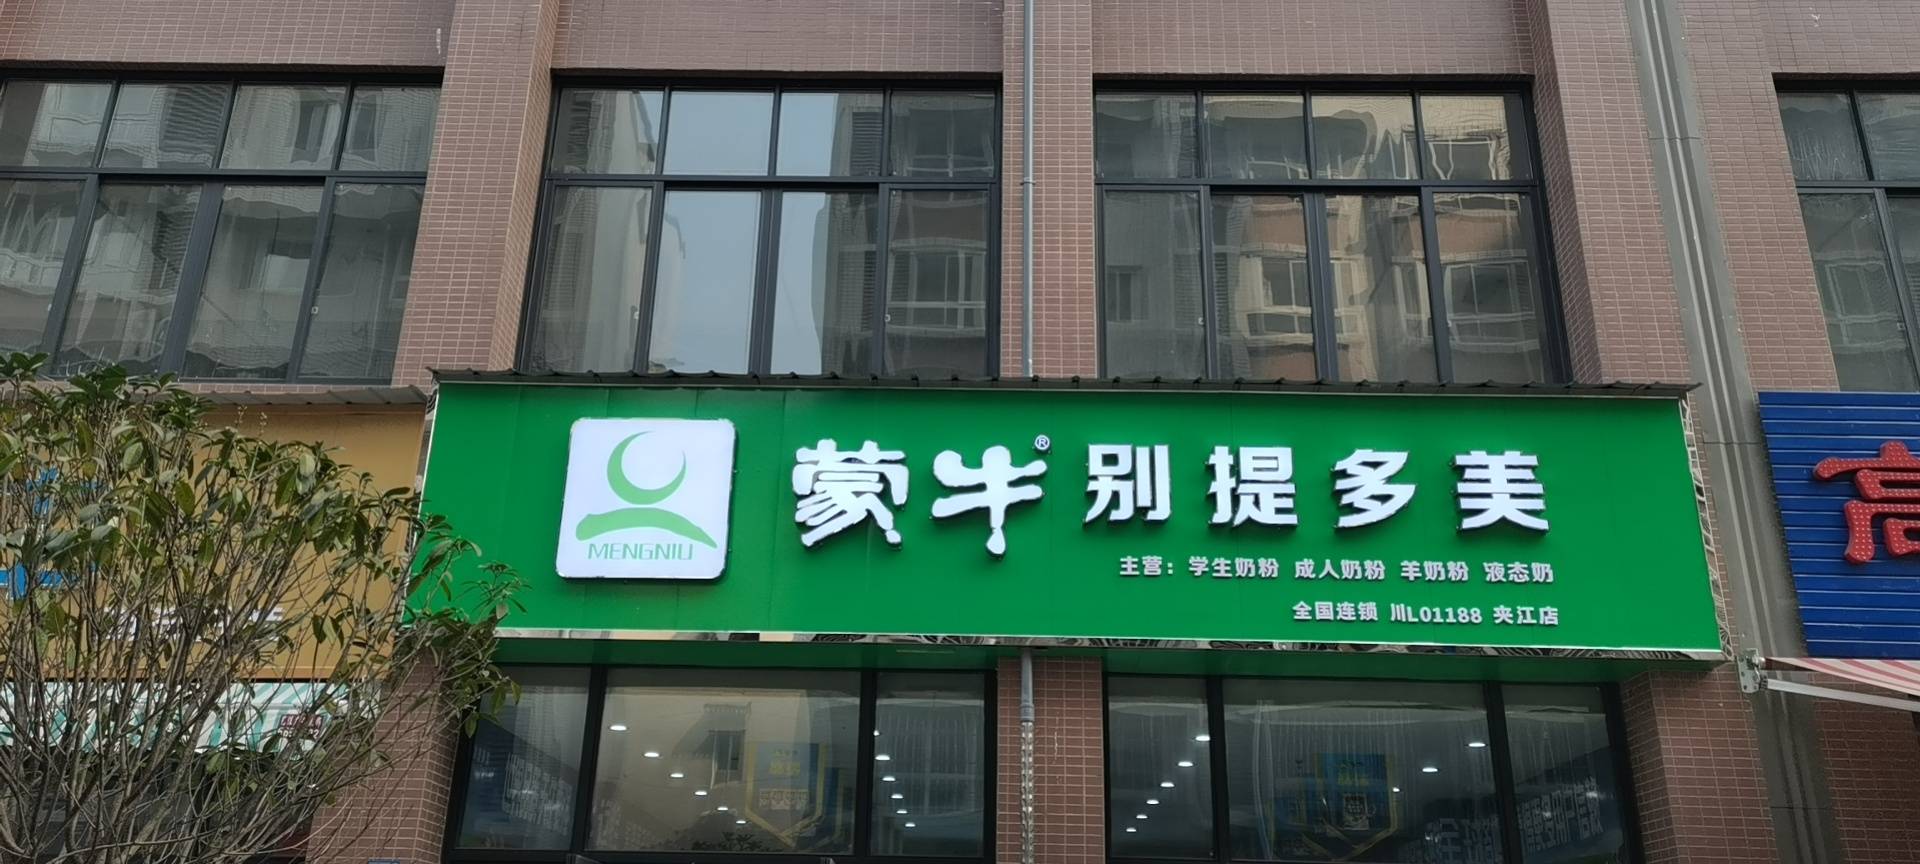 蒙牛® 别提多美
MENGNIU
主营：学生奶粉 成人奶粉 羊奶粉 液态奶
全国连锁 川L01188 夹江店
高